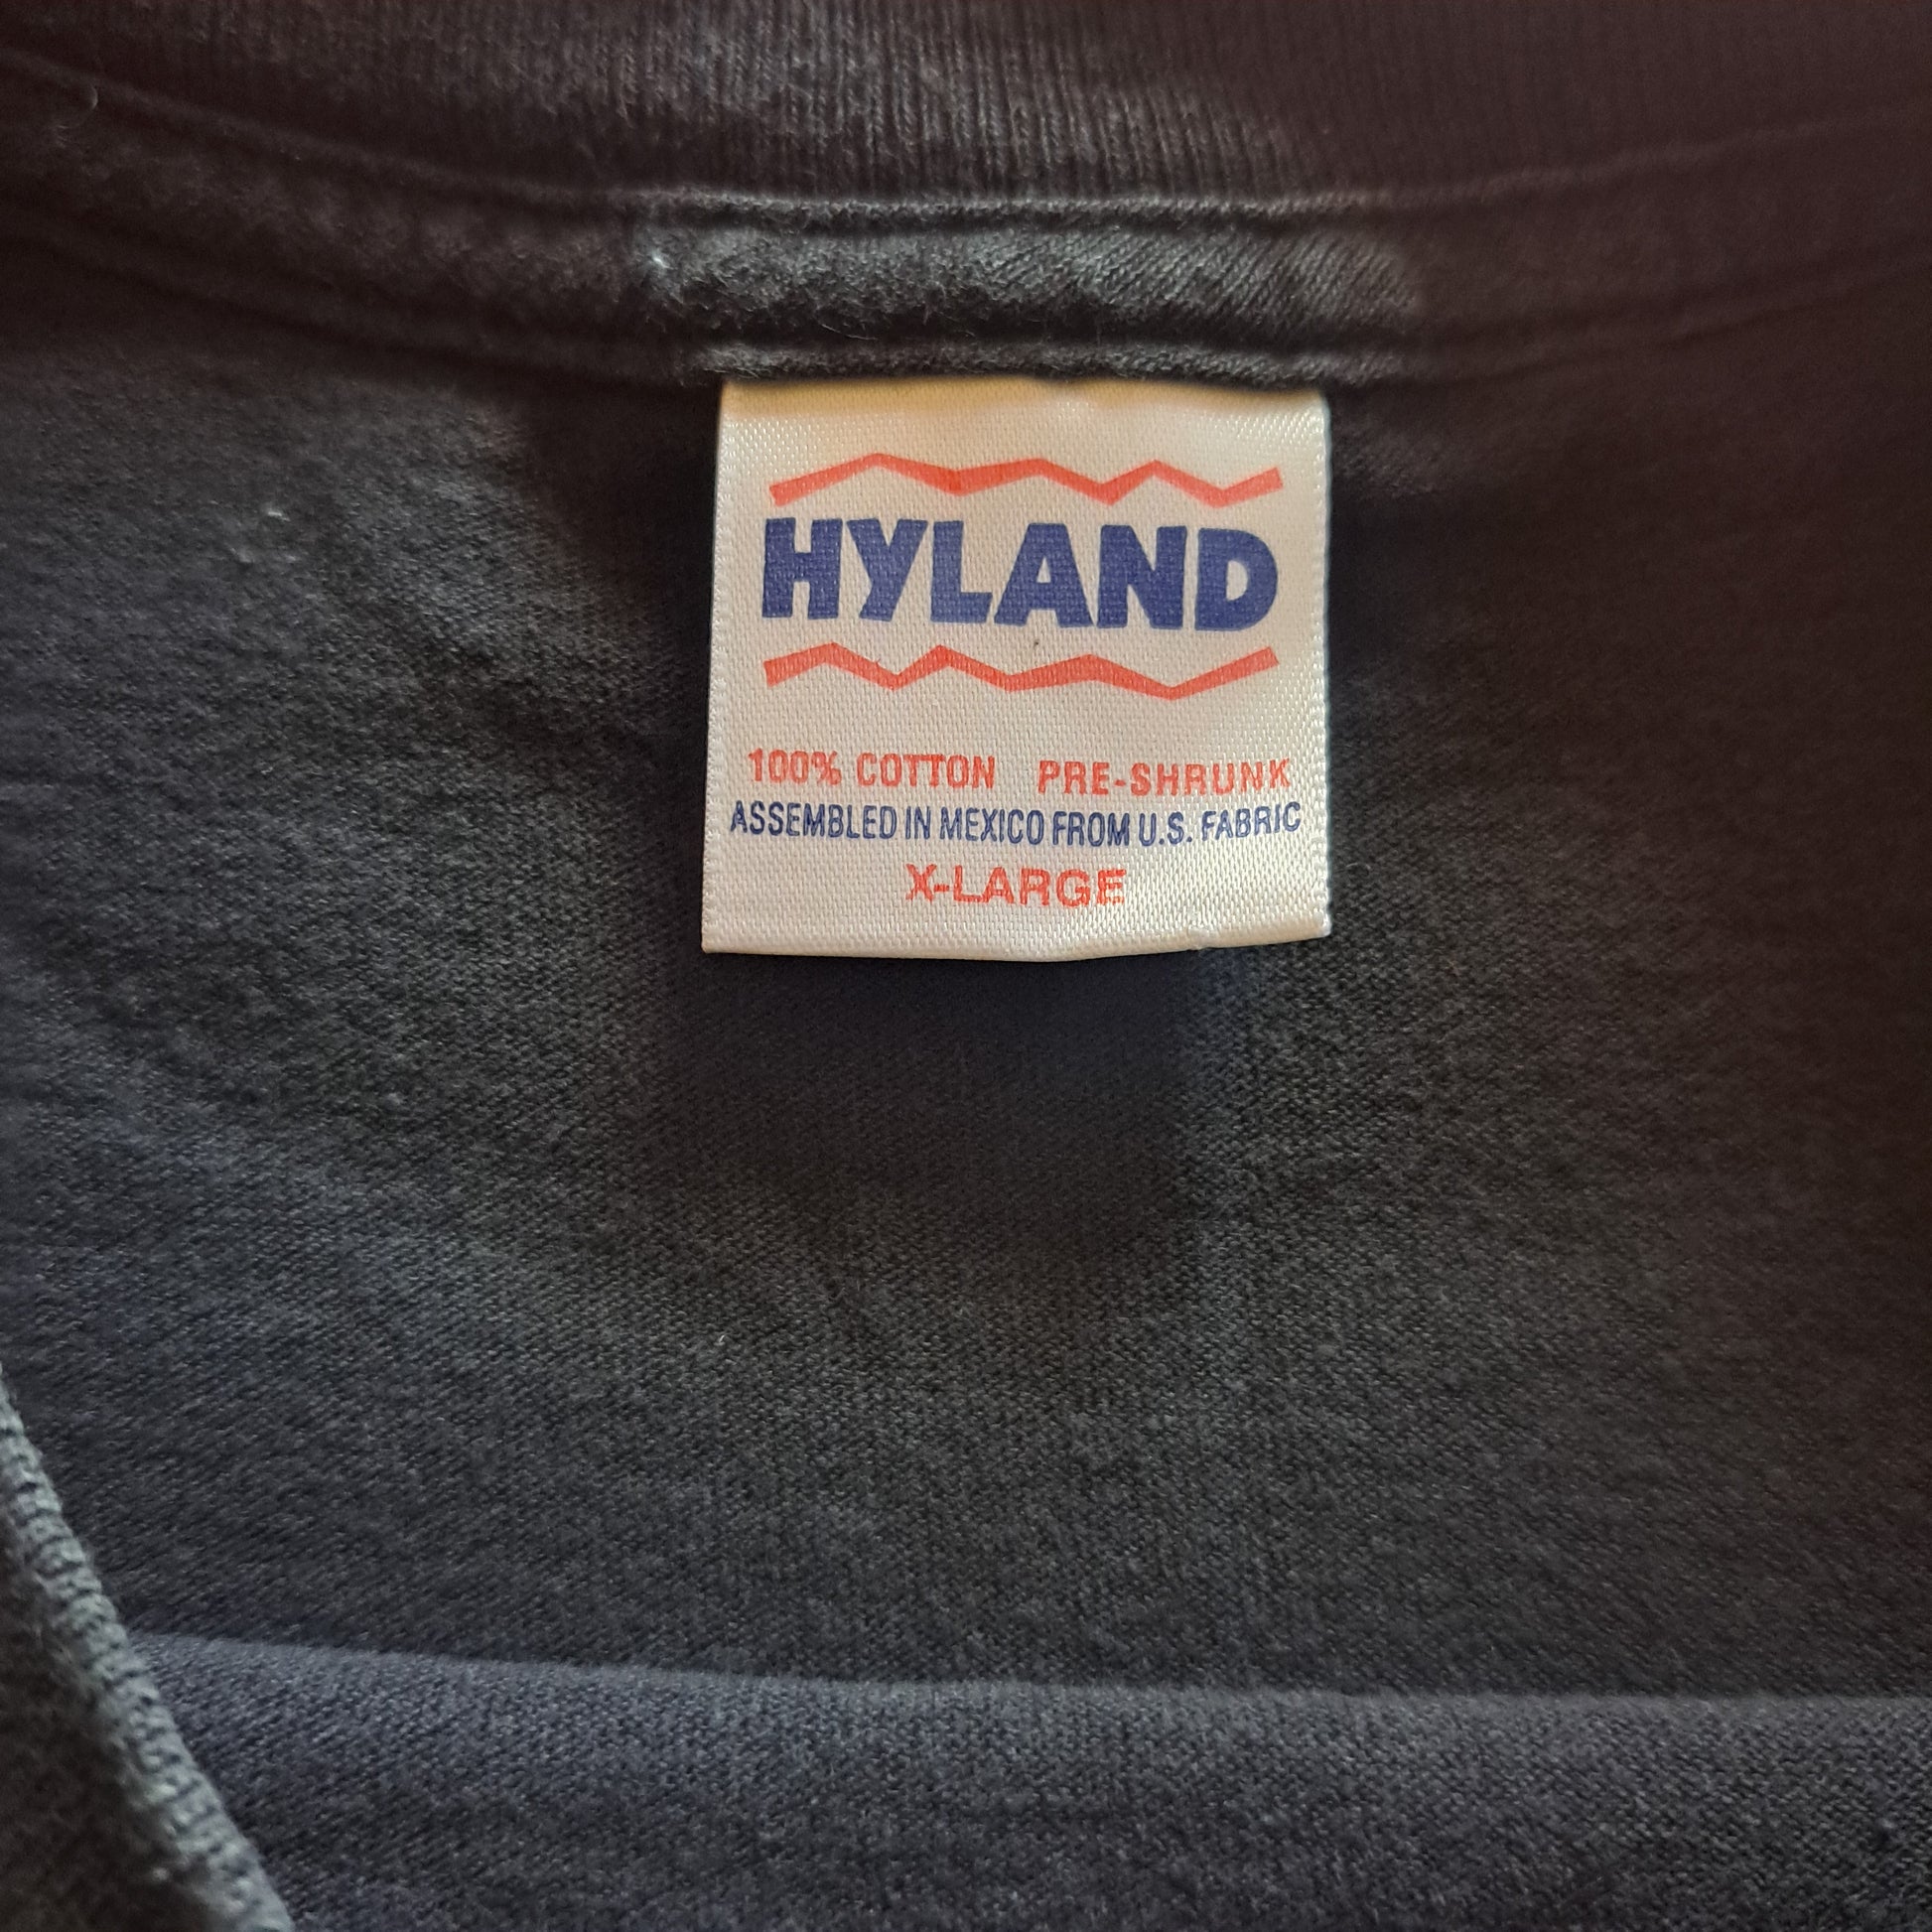 HYLAND
100% COTTON PRE-SHRUNK
ASSEMBLED IN MEXICO FROM U.S. FABRIC
X-LARGE